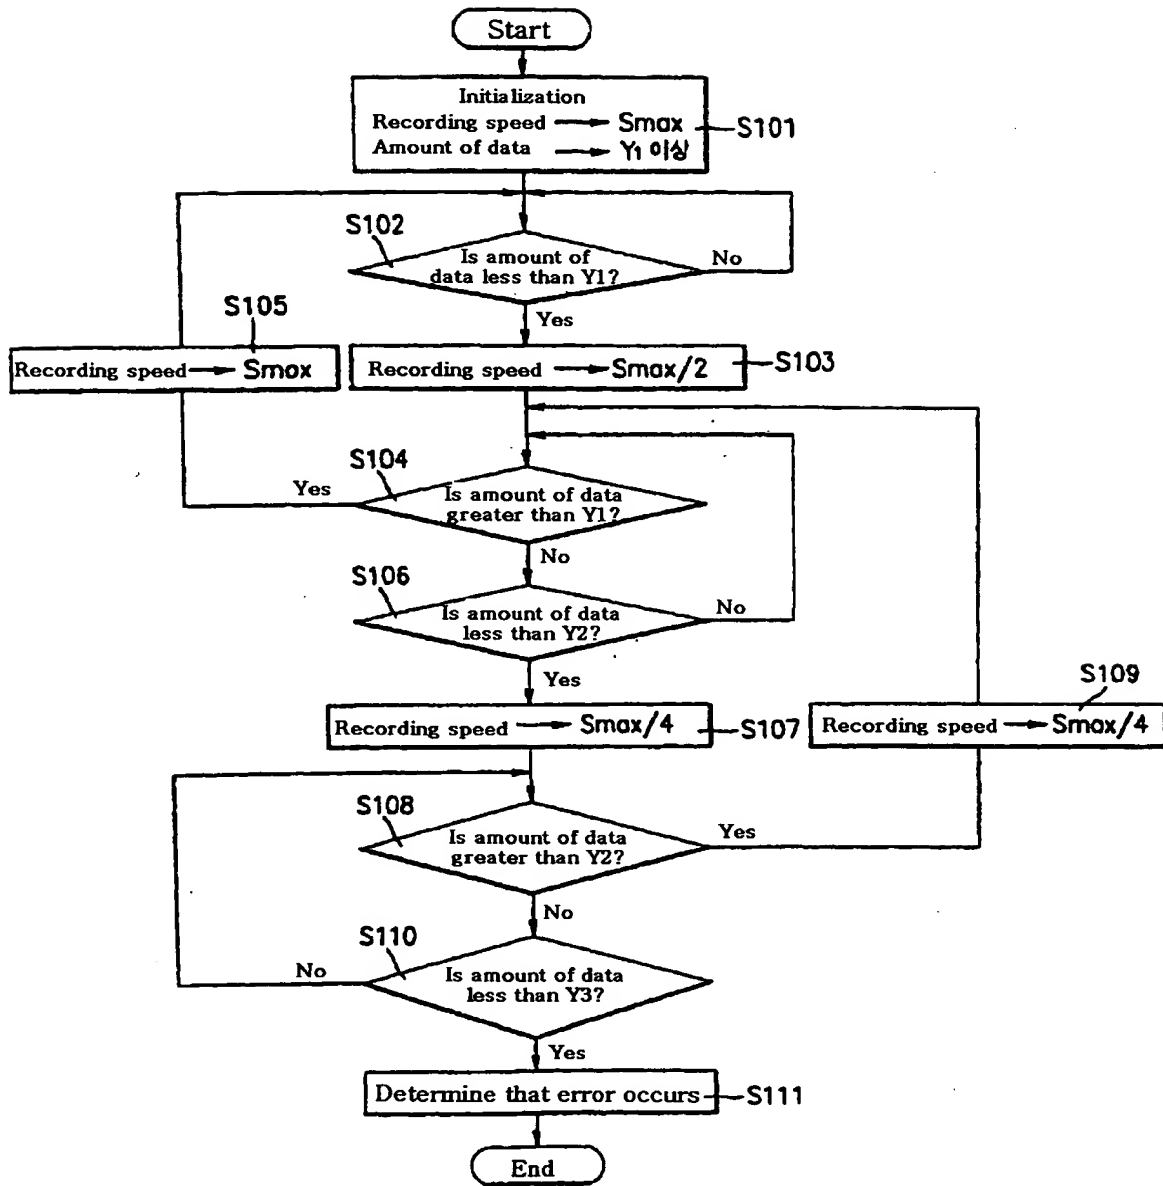 Start
Initialization
Recording speed Smax
Amount of data Y1 이상
S101
S102
Is amount of
data less than Y1?
No
Yes
S105
Recording speed Smax
Recording speed Smax/2
S103
S104
Yes
Is amount of data
greater than Y1?
No
S106
Is amount of data
less than Y2?
No
Yes
S109
Recording speed Smax/4
S107
Recording speed Smax/4
S108
Is amount of data
greater than Y2?
Yes
No
S110
No
Is amount of data
less than Y3?
Yes
Determine that error occurs
S111
End